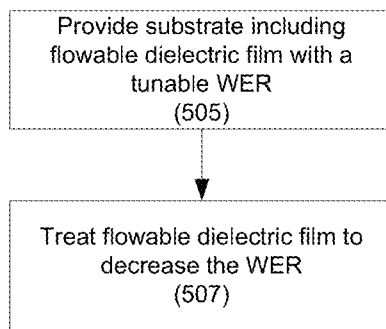 Provide substrate including
flowable dielectric film with a
tunable WER
(505)
Treat flowable dielectric film to
decrease the WER
(507)